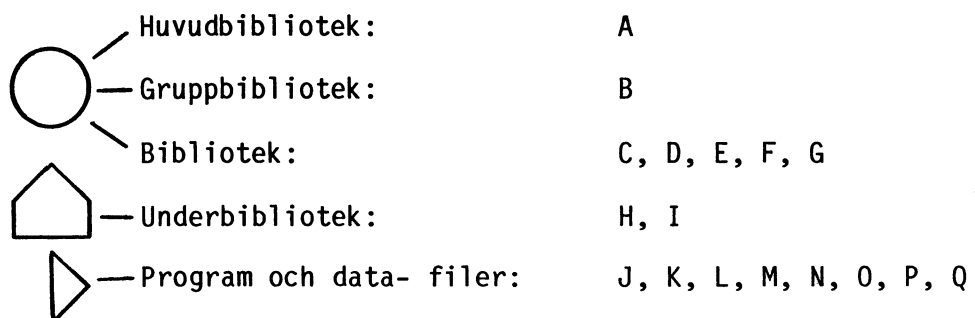 Huvudbibliotek: A
Gruppbibliotek: B
Bibliotek: C, D, E, F, G
Underbibliotek: H, I
Program och data- filer: J, K, L, M, N, O, P, Q